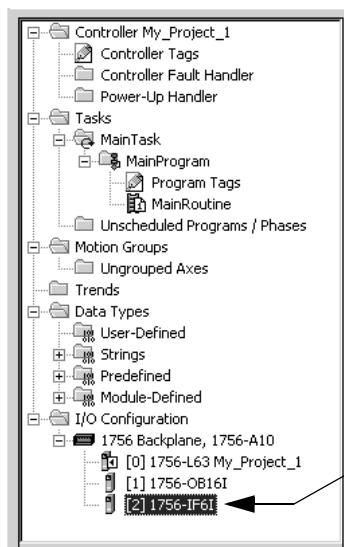 Controller My_Project_1
Controller Tags
Controller Fault Handler
Power-Up Handler
Tasks
MainTask
MainProgram
Program Tags
MainRoutine
Unscheduled Programs / Phases
Motion Groups
Ungrouped Axes
Trends
Data Types
User-Defined
Strings
Predefined
Module-Defined
I/O Configuration
1756 Backplane, 1756-A10
[0] 1756-L63 My_Project_1
[1] 1756-OB16I
[2] 1756-IF6I